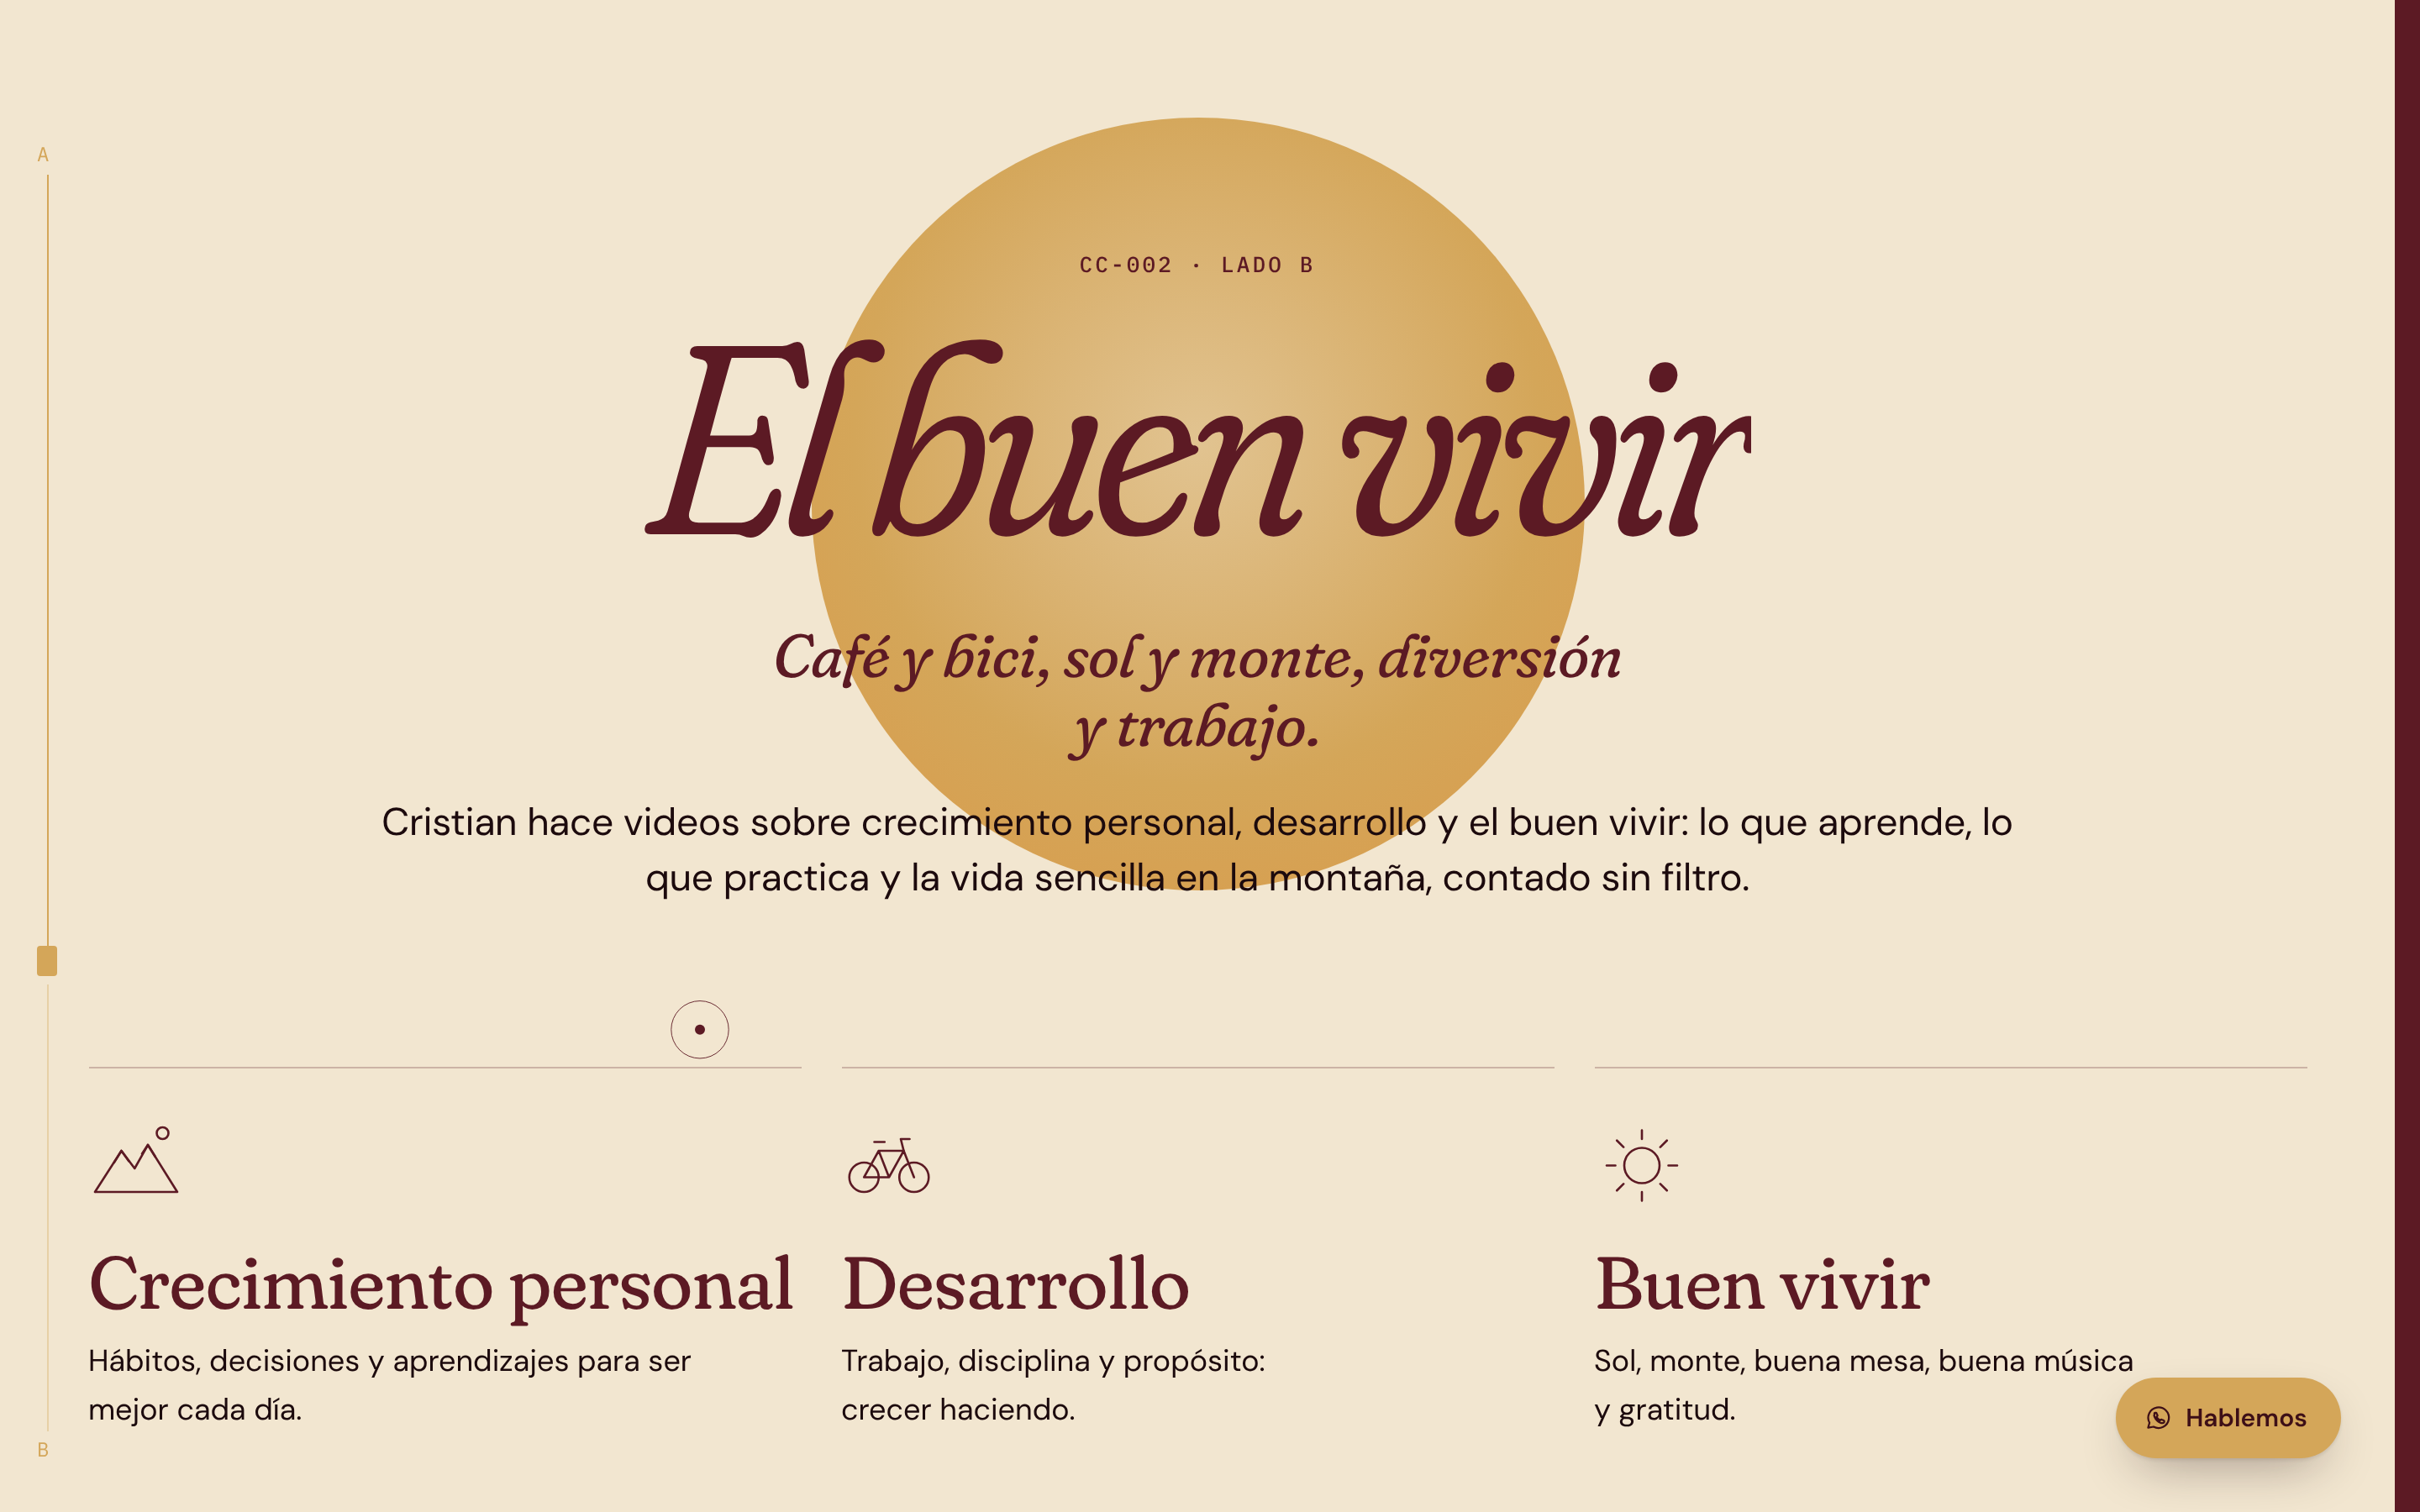 A
CC-002 · LADO B
El buen vivir
Café y bici, sol y monte, diversión
y trabajo.
Cristian hace videos sobre crecimiento personal, desarrollo y el buen vivir: lo que aprende, lo
que practica y la vida sencilla en la montaña, contado sin filtro.
Crecimiento personal
Hábitos, decisiones y aprendizajes para ser
mejor cada día.
Desarrollo
Trabajo, disciplina y propósito:
crecer haciendo.
Buen vivir
Sol, monte, buena mesa, buena música
y gratitud.
Hablemos
B